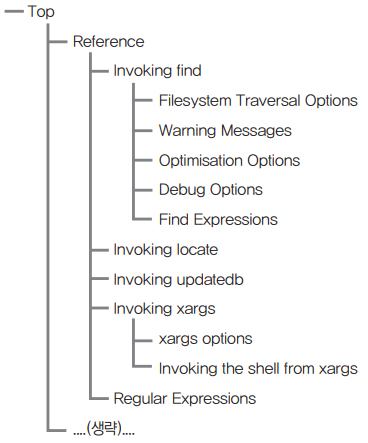 Top
Reference
Invoking find
Filesystem Traversal Options
Warning Messages
Optimisation Options
Debug Options
Find Expressions
Invoking locate
Invoking updatedb
Invoking xargs
xargs options
Invoking the shell from xargs
Regular Expressions
....(생략)....